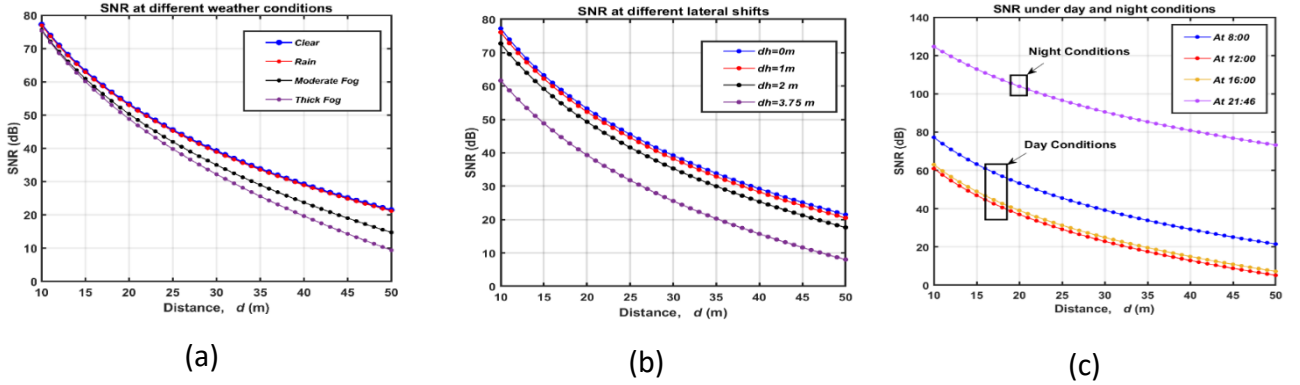 SNR at different weather conditions
80
70
60
50
40
30
20
10
0
SNR (dB)
Clear
Rain
Moderate Fog
Thick Fog
10 15 20 25 30 35 40 45 50
Distance, d (m)
(a)
SNR at different lateral shifts
80
70
60
50
40
30
20
10
0
SNR (dB)
dh=0m
dh=1m
dh=2 m
dh=3.75 m
10 15 20 25 30 35 40 45 50
Distance, d (m)
(b)
SNR under day and night conditions
140
120
100
80
60
40
20
0
SNR (dB)
At 8:00
At 12:00
At 16:00
At 21:46
Night Conditions
Day Conditions
10 15 20 25 30 35 40 45 50
Distance, d (m)
(c)